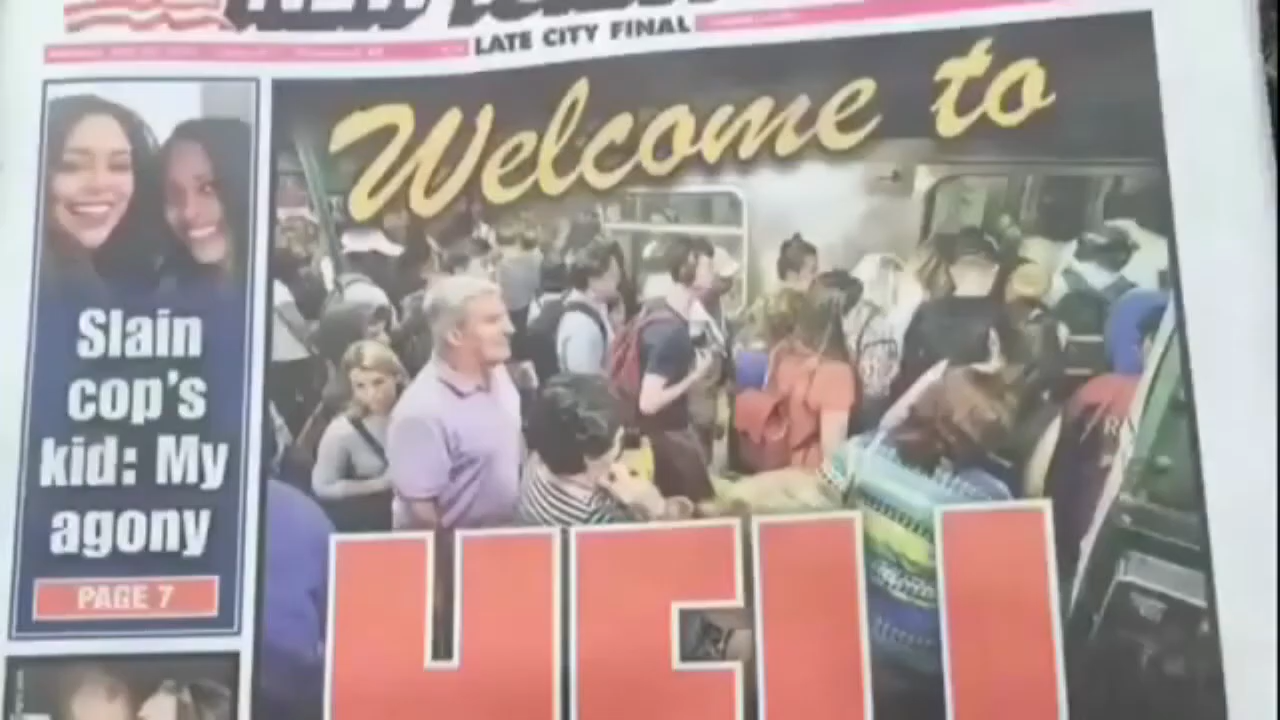 LATE CITY FINAL
Welcome to
HELL
Slain
cop's
kid: My
agony
PAGE 7